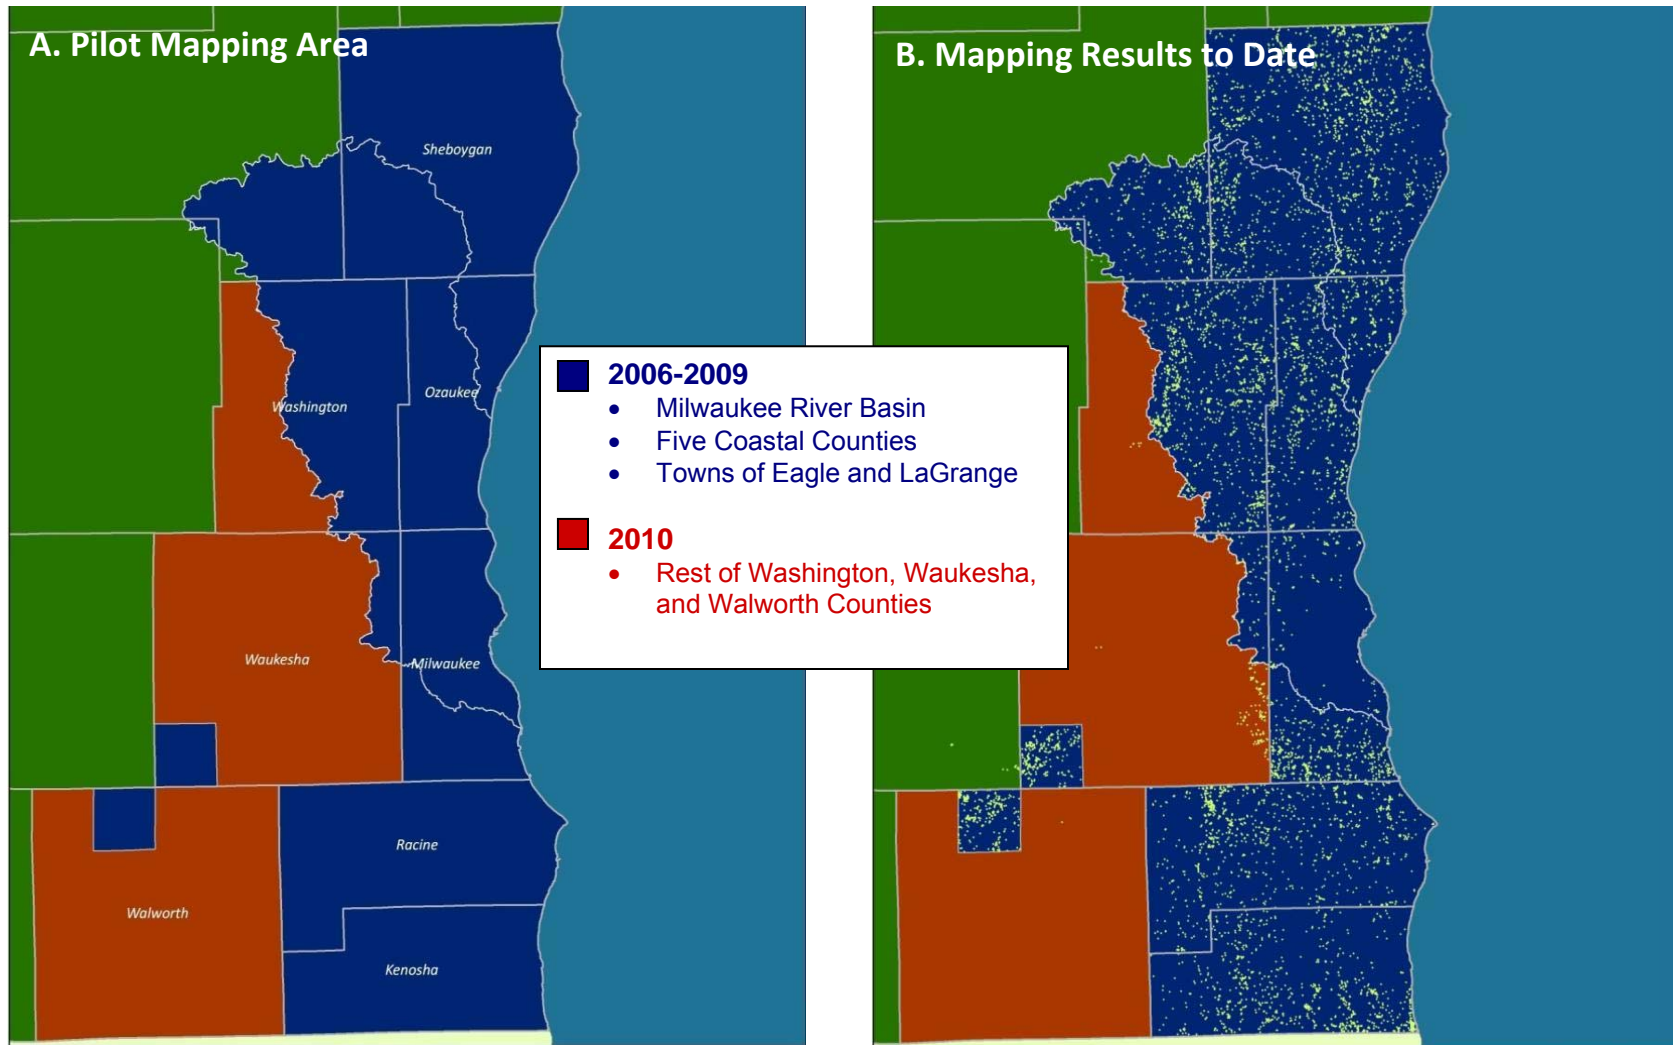 A. Pilot Mapping Area
Sheboygan
Washington
Ozaukee
Waukesha
Milwaukee
Racine
Walworth
Kenosha
2006-2009
• Milwaukee River Basin
• Five Coastal Counties
• Towns of Eagle and LaGrange
2010
• Rest of Washington, Waukesha,
and Walworth Counties
B. Mapping Results to Date